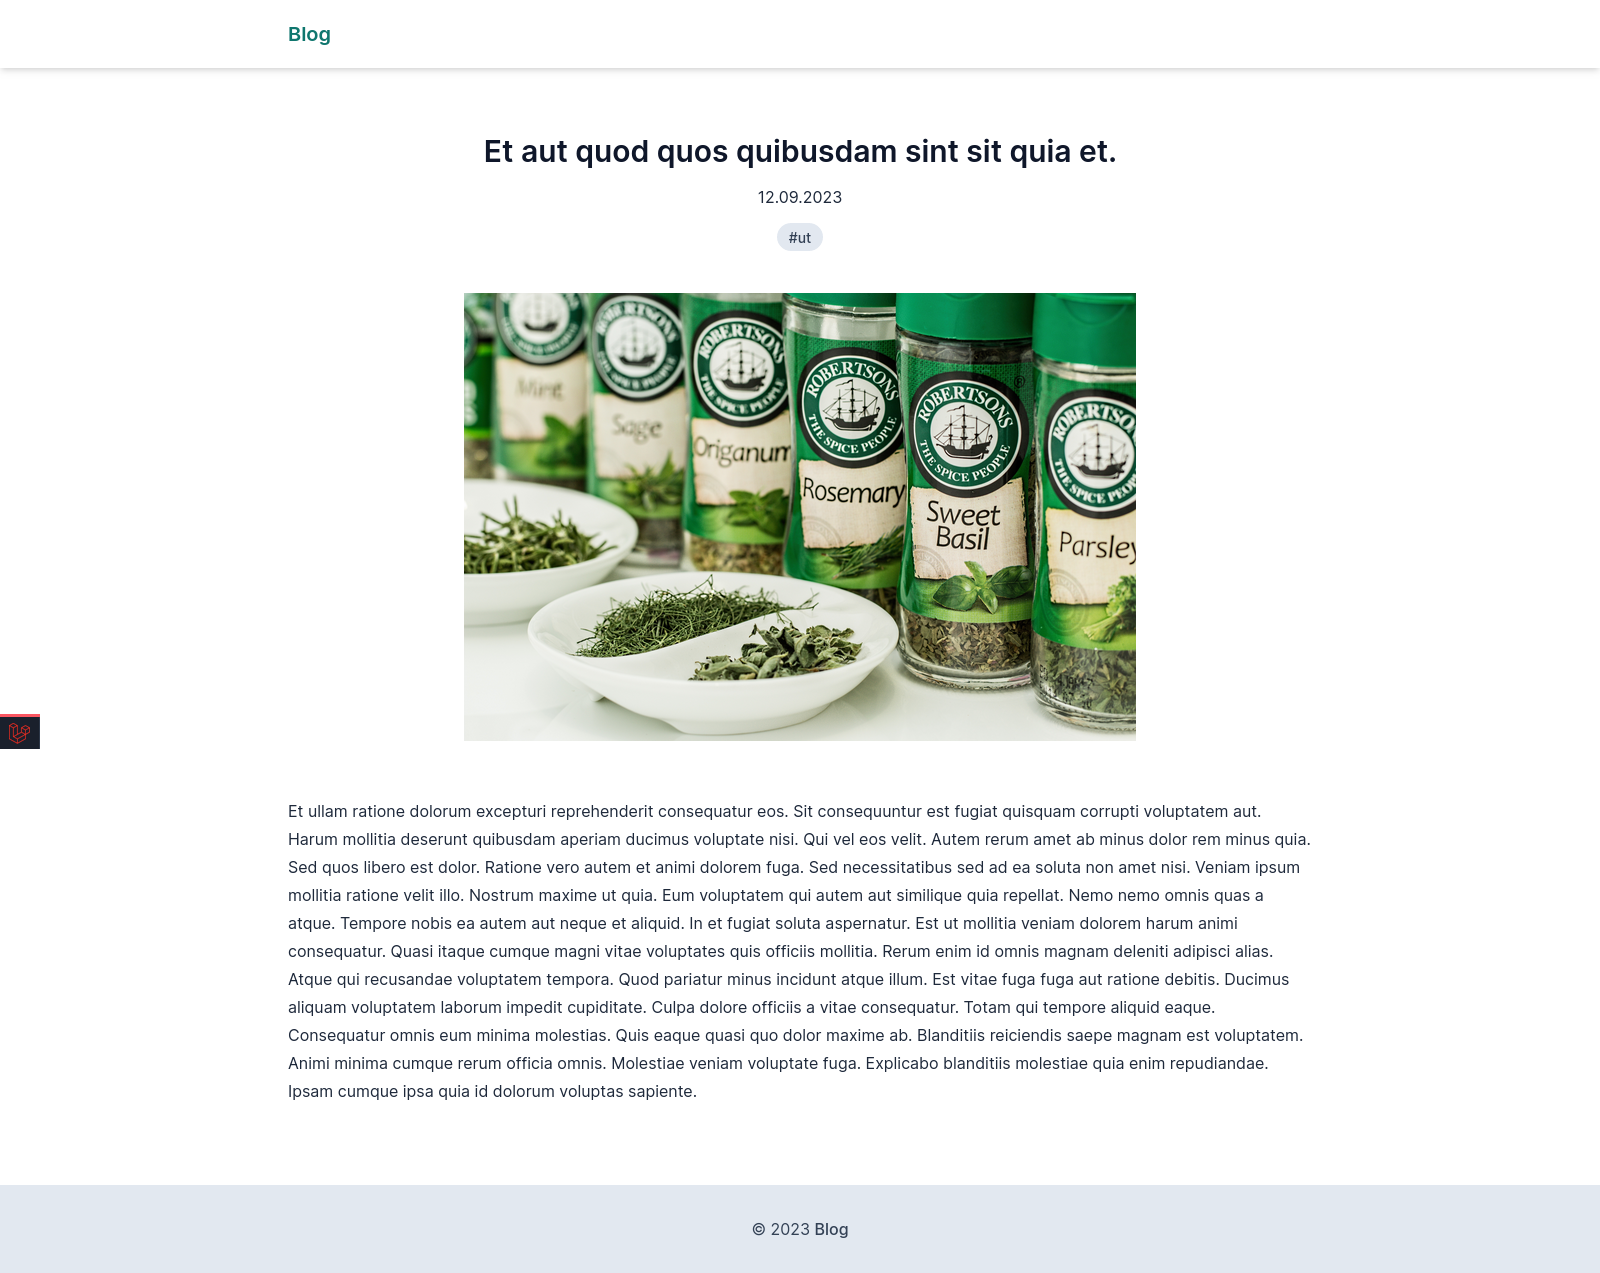 Blog
Et aut quod quos quibusdam sint sit quia et.
12.09.2023
#ut
ROBERTSONS
THE SPICE PEOPLE
Mint
ROBERTSONS
THE SPICE PEOPLE
Sage
ROBERTSONS
THE SPICE PEOPLE
Origanum
ROBERTSONS
THE SPICE PEOPLE
Rosemary
ROBERTSONS
®
THE SPICE PEOPLE
Sweet
Basil
ROBERTSONS
THE SPICE PEOPLE
Parsley
Et ullam ratione dolorum excepturi reprehenderit consequatur eos. Sit consequuntur est fugiat quisquam corrupti voluptatem aut.
Harum mollitia deserunt quibusdam aperiam ducimus voluptate nisi. Qui vel eos velit. Autem rerum amet ab minus dolor rem minus quia.
Sed quos libero est dolor. Ratione vero autem et animi dolorem fuga. Sed necessitatibus sed ad ea soluta non amet nisi. Veniam ipsum
mollitia ratione velit illo. Nostrum maxime ut quia. Eum voluptatem qui autem aut similique quia repellat. Nemo nemo omnis quas a
atque. Tempore nobis ea autem aut neque et aliquid. In et fugiat soluta aspernatur. Est ut mollitia veniam dolorem harum animi
consequatur. Quasi itaque cumque magni vitae voluptates quis officiis mollitia. Rerum enim id omnis magnam deleniti adipisci alias.
Atque qui recusandae voluptatem tempora. Quod pariatur minus incidunt atque illum. Est vitae fuga fuga aut ratione debitis. Ducimus
aliquam voluptatem laborum impedit cupiditate. Culpa dolore officiis a vitae consequatur. Totam qui tempore aliquid eaque.
Consequatur omnis eum minima molestias. Quis eaque quasi quo dolor maxime ab. Blanditiis reiciendis saepe magnam est voluptatem.
Animi minima cumque rerum officia omnis. Molestiae veniam voluptate fuga. Explicabo blanditiis molestiae quia enim repudiandae.
Ipsam cumque ipsa quia id dolorum voluptas sapiente.
© 2023 Blog